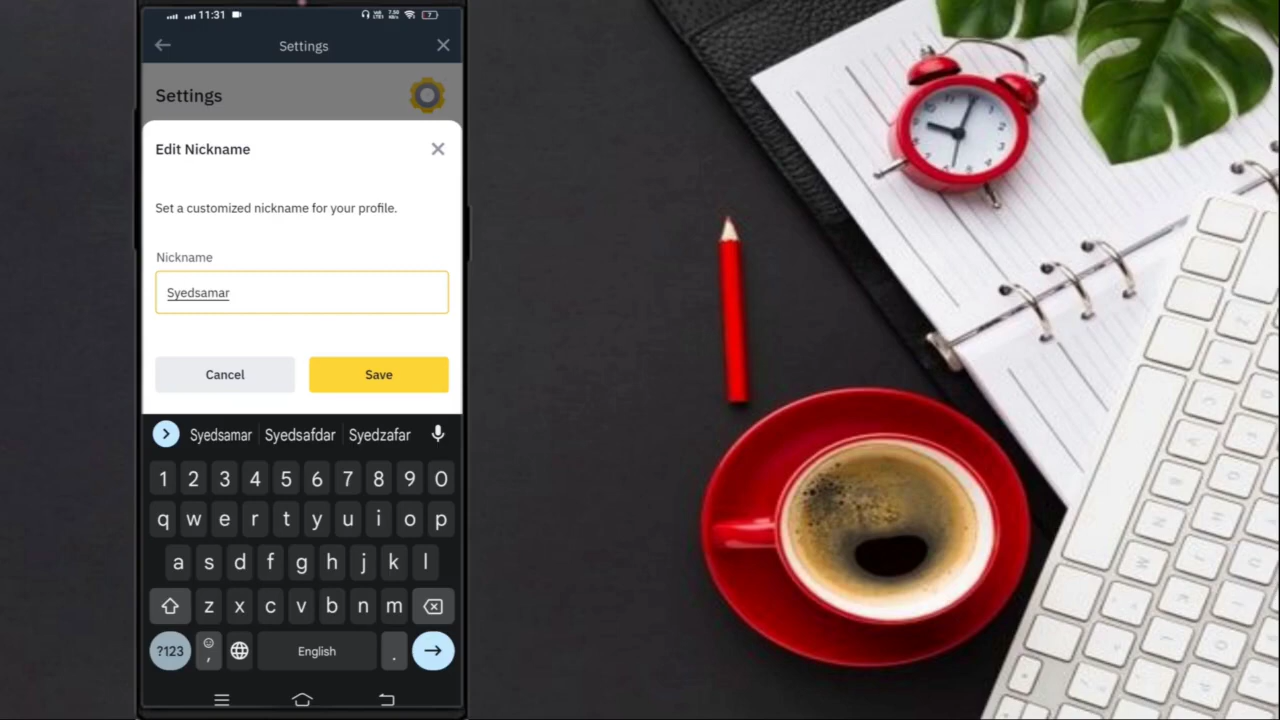 11:31
7
Settings
Settings
Edit Nickname
Set a customized nickname for your profile.
Nickname
Syedsamar
Cancel
Save
Syedsamar Syedsafdar Syedzafar
1 2 3 4 5 6 7 8 9 0
q w e r t y u i o p
a s d f g h j k l
z x c v b n m
?123 , English .